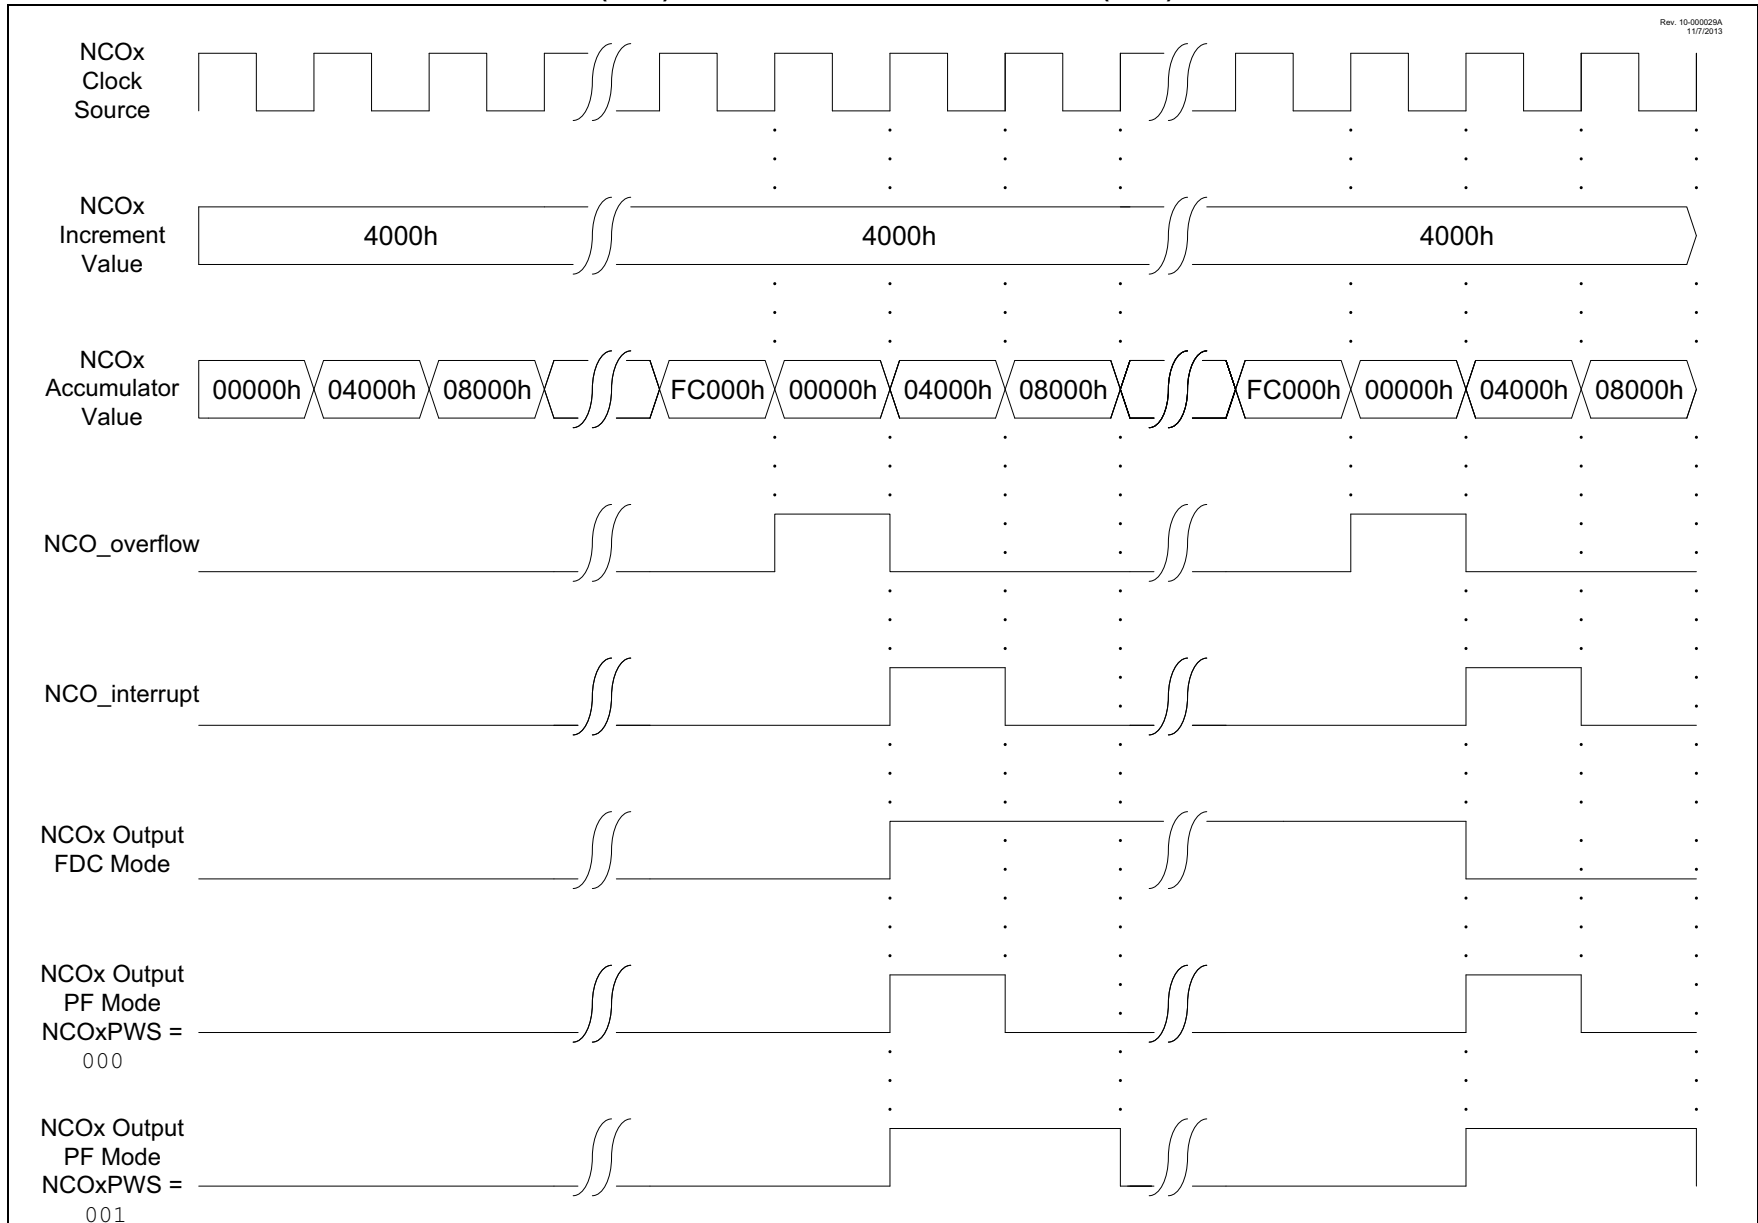 Rev. 10-000029A
11/7/2013
NCOx
Clock
Source
NCOx
Increment
Value
4000h 4000h 4000h
NCOx
Accumulator
Value
00000h 04000h 08000h FC000h 00000h 04000h 08000h FC000h 00000h 04000h 08000h
NCO_overflow
NCO_interrupt
NCOx Output
FDC Mode
NCOx Output
PF Mode
NCOxPWS =
000
NCOx Output
PF Mode
NCOxPWS =
001